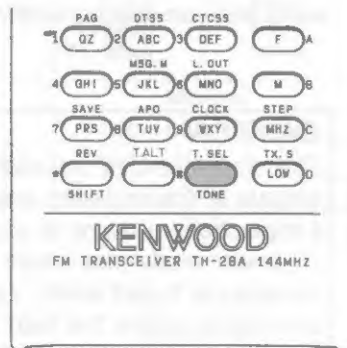 PAG DTSS CTCSS
1 QZ 2 ABC 3 DEF F A
MSG.M L.OUT
4 GHI 5 JKL 6 MNO M B
SAVE APO CLOCK STEP
7 PRS 8 TUV 9 WXY MHZ C
REV T.ALT T.SEL TX.S
* # LOW D
SHIFT TONE
KENWOOD
FM TRANSCEIVER TH-28A 144MHz